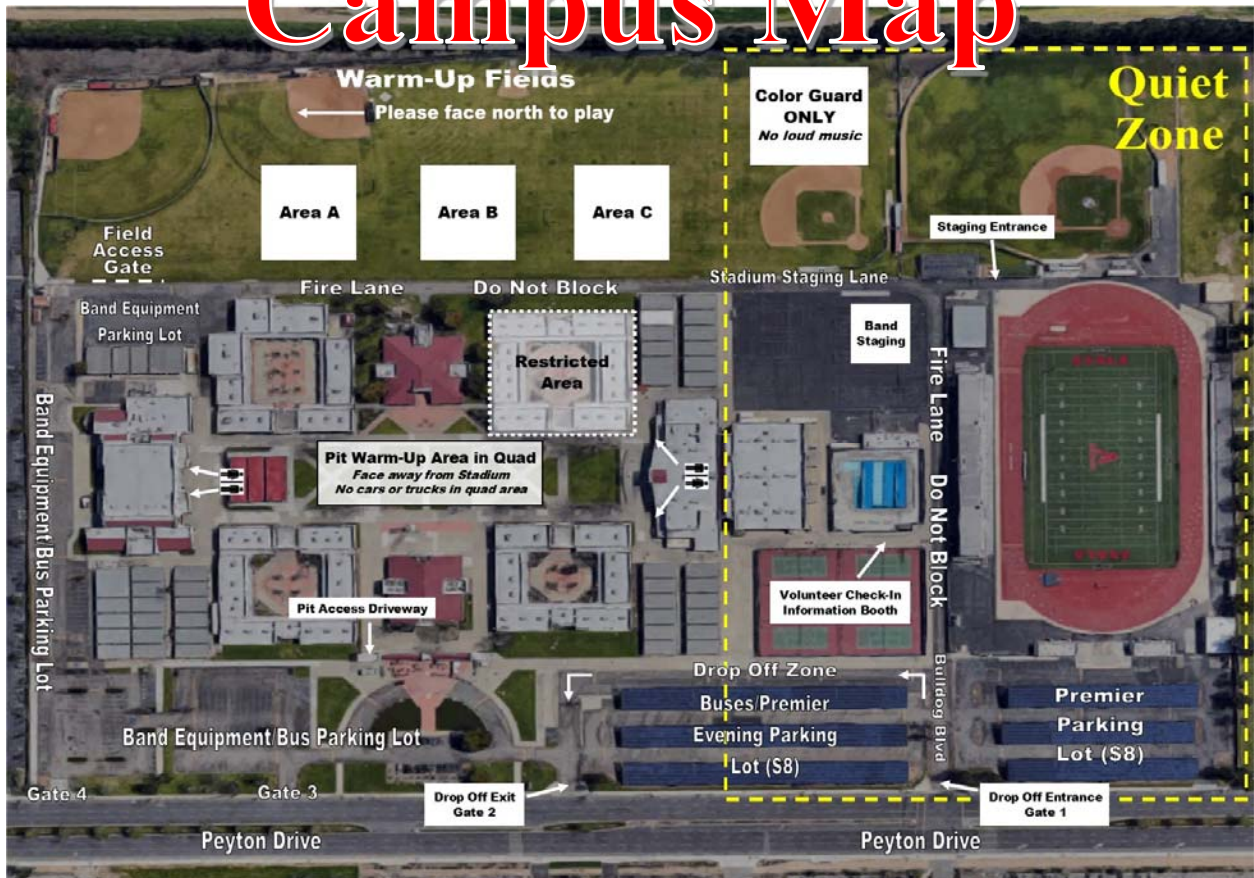 Campus Map
Warm-Up Fields
Please face north to play
Color Guard
ONLY
No loud music
Quiet
Zone
Area A
Area B
Area C
Field
Access
Gate
Staging Entrance
Stadium Staging Lane
Fire Lane
Do Not Block
Band Equipment
Parking Lot
Band
Staging
Restricted
Area
Fire Lane Do Not Block
Band Equipment/Bus Parking Lot
Pit Warm-Up Area in Quad
Face away from Stadium
No cars or trucks in quad area
A
Volunteer Check-In
Information Booth
Pit Access Driveway
Drop Off Zone
Bulldog Blvd
Buses/Premier
Evening Parking
Lot (S8)
Premier
Parking
Lot (S8)
Band Equipment/Bus Parking Lot
Gate 4
Gate 3
Drop Off Exit
Gate 2
Drop Off Entrance
Gate 1
Peyton Drive
Peyton Drive